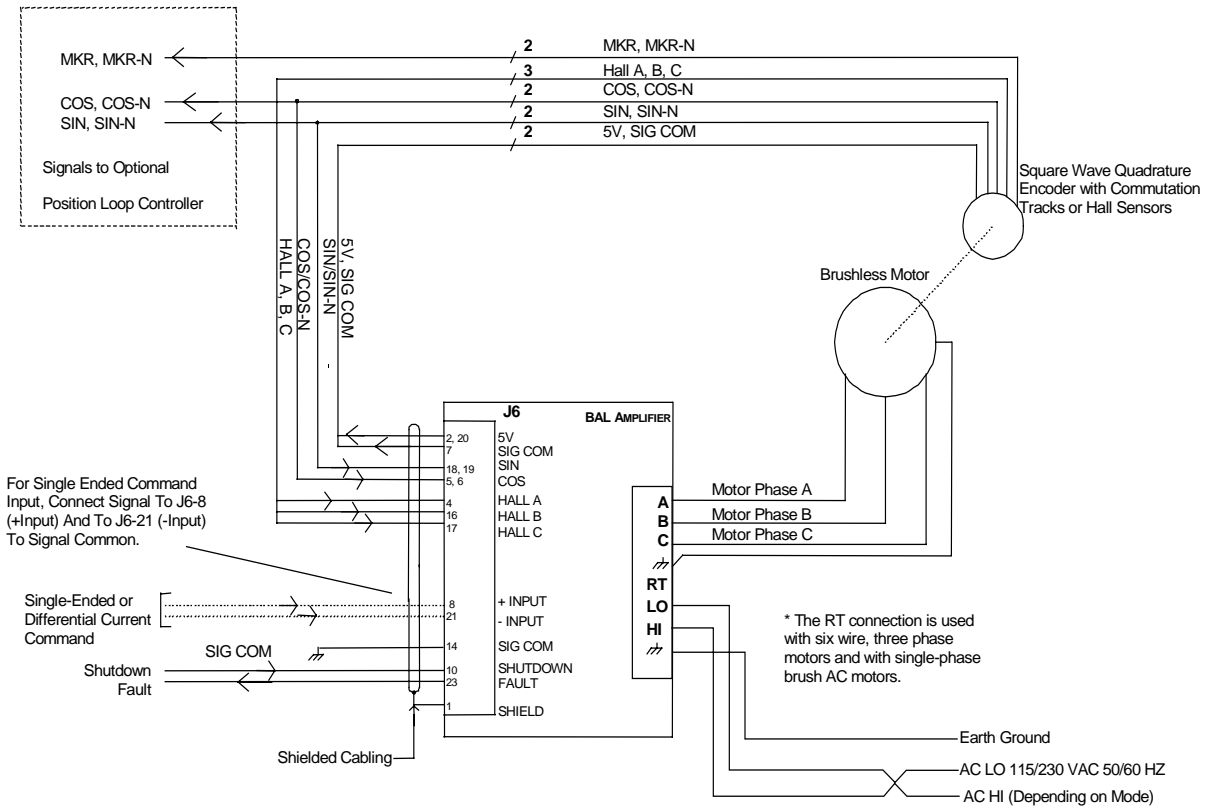 MKR, MKR-N
COS, COS-N
SIN, SIN-N
Signals to Optional
Position Loop Controller
2 MKR, MKR-N
3 Hall A, B, C
2 COS, COS-N
2 SIN, SIN-N
2 5V, SIG COM
Square Wave Quadrature
Encoder with Commutation
Tracks or Hall Sensors
Brushless Motor
HALL A, B, C
COS/COS-N
SIN/SIN-N
5V, SIG COM
J6
BAL AMPLIFIER
2, 20 5V
7 SIG COM
18, 19 SIN
5, 6 COS
4 HALL A
16 HALL B
17 HALL C
8 + INPUT
21 - INPUT
14 SIG COM
10 SHUTDOWN
23 FAULT
1 SHIELD
A
B
C
RT
LO
HI
Motor Phase A
Motor Phase B
Motor Phase C
For Single Ended Command
Input, Connect Signal To J6-8
(+Input) And To J6-21 (-Input)
To Signal Common.
Single-Ended or
Differential Current
Command
SIG COM
Shutdown
Fault
Shielded Cabling
* The RT connection is used
with six wire, three phase
motors and with single-phase
brush AC motors.
Earth Ground
AC LO 115/230 VAC 50/60 HZ
AC HI (Depending on Mode)